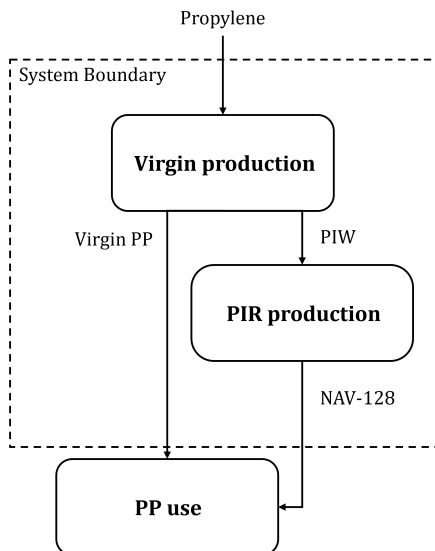 Propylene
System Boundary
Virgin production
Virgin PP
PIW
PIR production
NAV-128
PP use